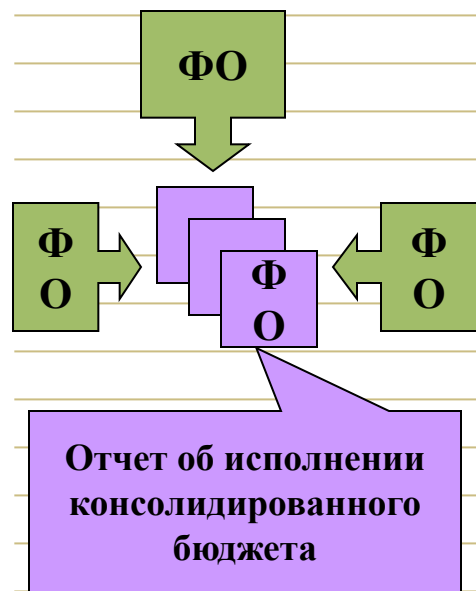 ФО
Ф
О
Ф
О
Ф
О
Отчет об исполнении
консолидированного
бюджета